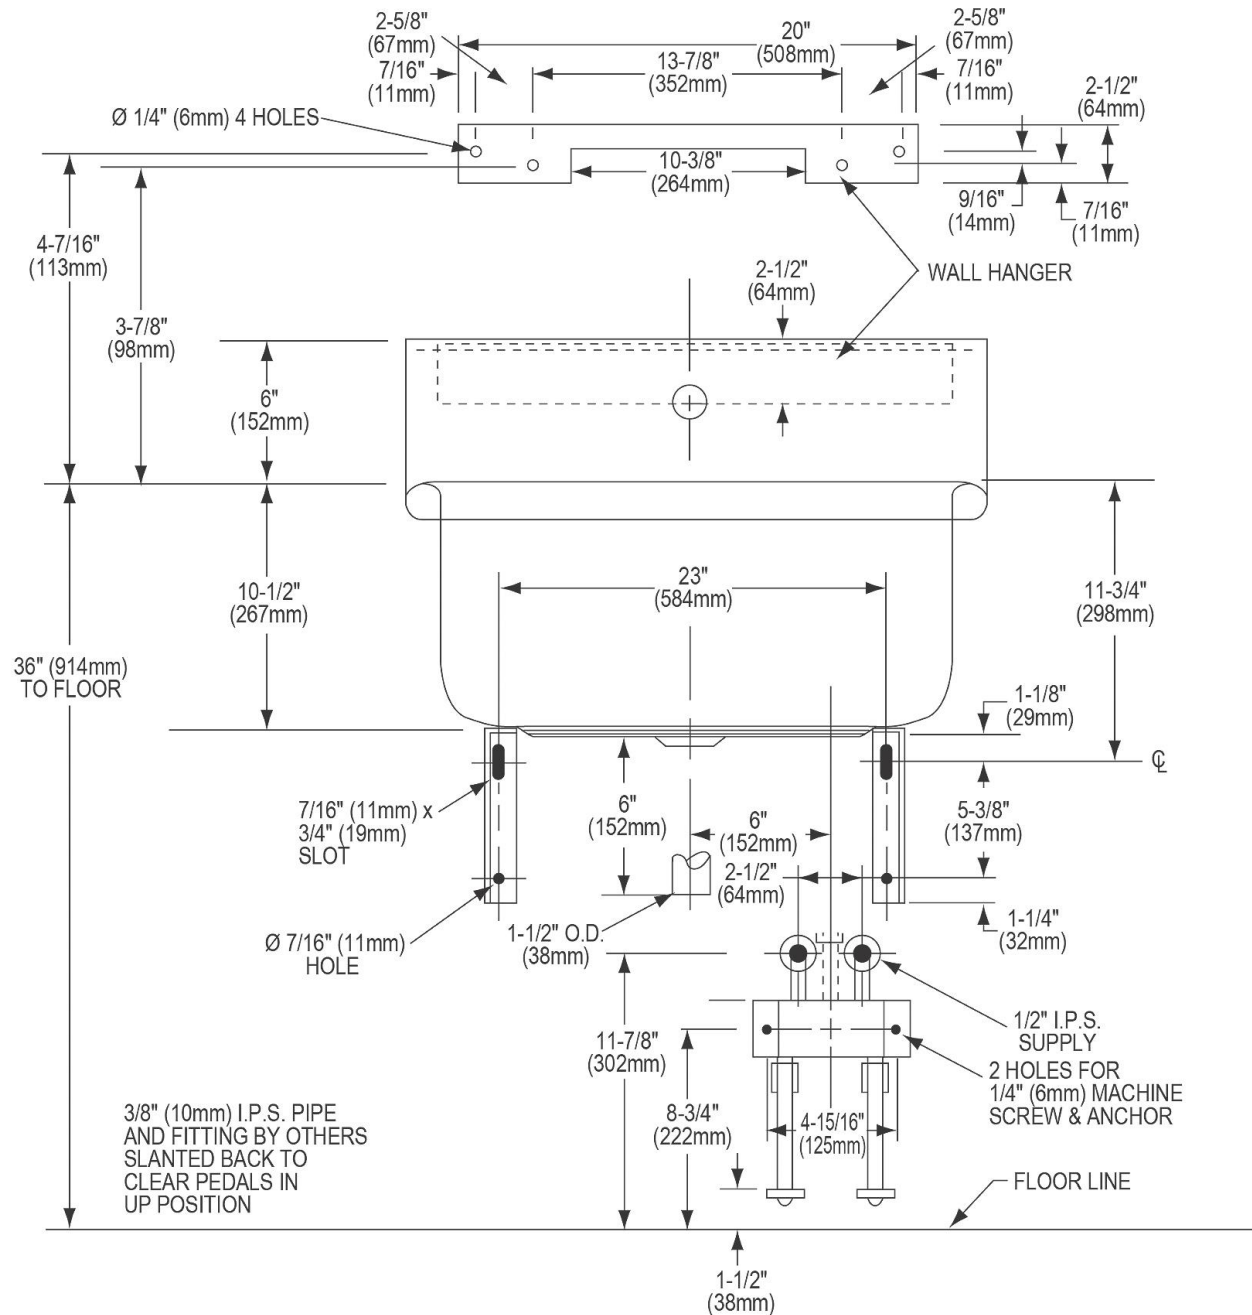 2-5/8"
(67mm)
20"
(508mm)
2-5/8"
(67mm)
7/16"
(11mm)
13-7/8"
(352mm)
7/16"
(11mm)
2-1/2"
(64mm)
Ø 1/4" (6mm) 4 HOLES
10-3/8"
(264mm)
9/16"
(14mm)
7/16"
(11mm)
4-7/16"
(113mm)
WALL HANGER
2-1/2"
(64mm)
3-7/8"
(98mm)
6"
(152mm)
10-1/2"
(267mm)
23"
(584mm)
11-3/4"
(298mm)
36" (914mm)
TO FLOOR
1-1/8"
(29mm)
℄
7/16" (11mm) x
3/4" (19mm)
SLOT
6"
(152mm)
6"
(152mm)
5-3/8"
(137mm)
2-1/2"
(64mm)
1-1/4"
(32mm)
Ø 7/16" (11mm)
HOLE
1-1/2" O.D.
(38mm)
11-7/8"
(302mm)
1/2" I.P.S.
SUPPLY
2 HOLES FOR
1/4" (6mm) MACHINE
SCREW & ANCHOR
8-3/4"
(222mm)
4-15/16"
(125mm)
3/8" (10mm) I.P.S. PIPE
AND FITTING BY OTHERS
SLANTED BACK TO
CLEAR PEDALS IN
UP POSITION
FLOOR LINE
1-1/2"
(38mm)